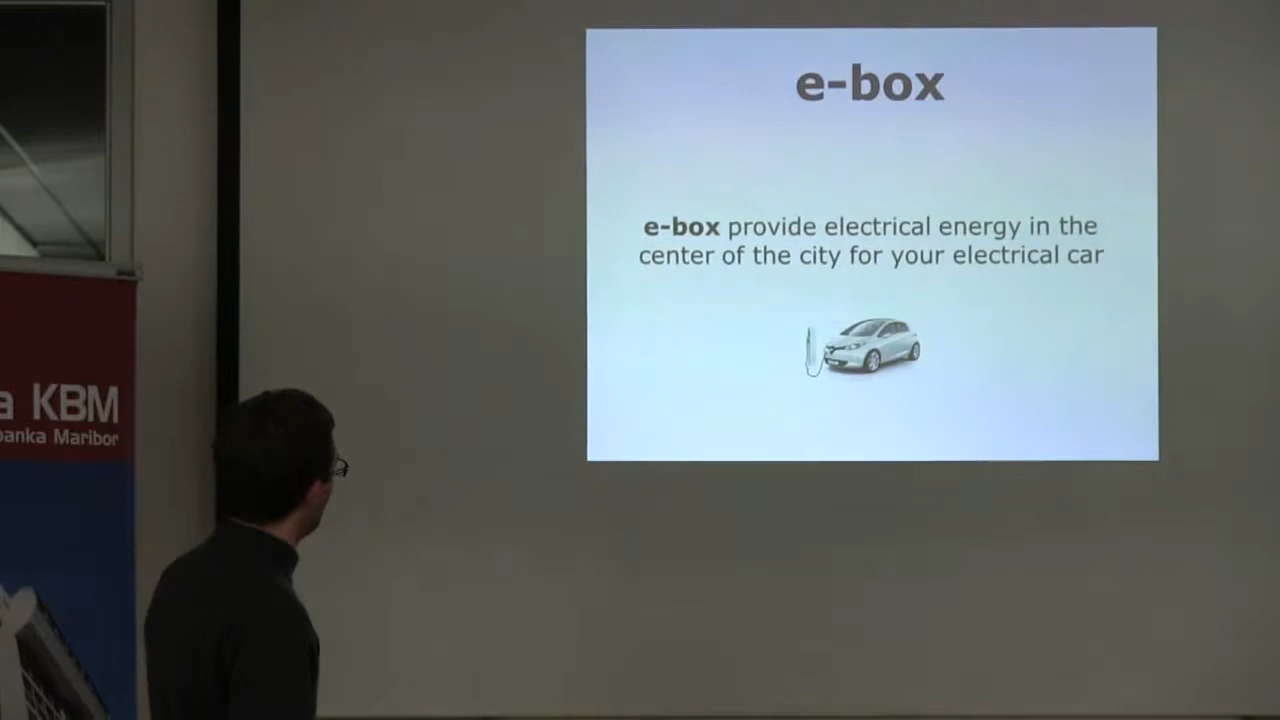 e-box
e-box provide electrical energy in the
center of the city for your electrical car
a KBM
banka Maribor